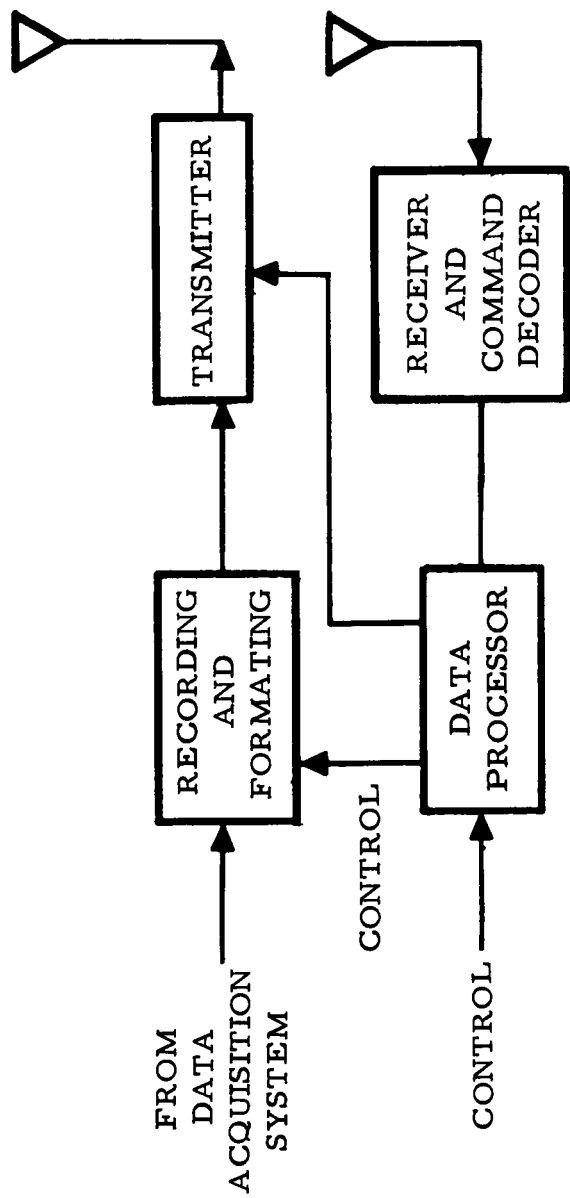 FROM
DATA
ACQUISITION
SYSTEM
RECORDING
AND
FORMATING
TRANSMITTER
CONTROL
CONTROL
DATA
PROCESSOR
RECEIVER
AND
COMMAND
DECODER